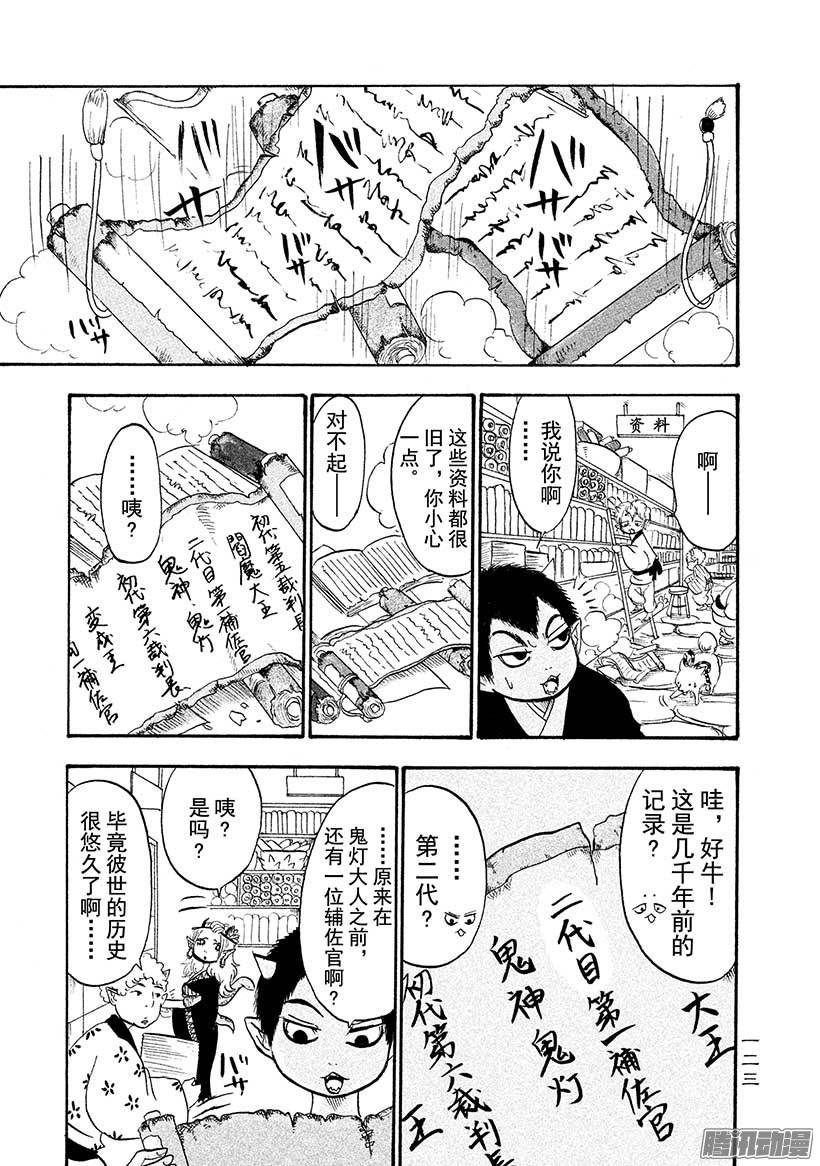 バサ
バサ
バサ
バサ
资料
啊——
我说你啊
……
这些资料都很
旧了，你小心
一点。
对不起——
……咦？
初代第五裁判長
閻魔大王
二代目第一補佐官
鬼神：鬼灯
初代第六裁判長
変成王
一補佐官
哇，好牛！
这是几千年前的
记录？
……
第二代？
大王
二代目第一補佐官
鬼神鬼灯
初代第六裁判長
王
……原来在
鬼灯大人之前，
还有一位辅佐官啊？
咦？
是吗？
毕竟彼世的历史
很悠久了啊……
一二三
腾讯动漫